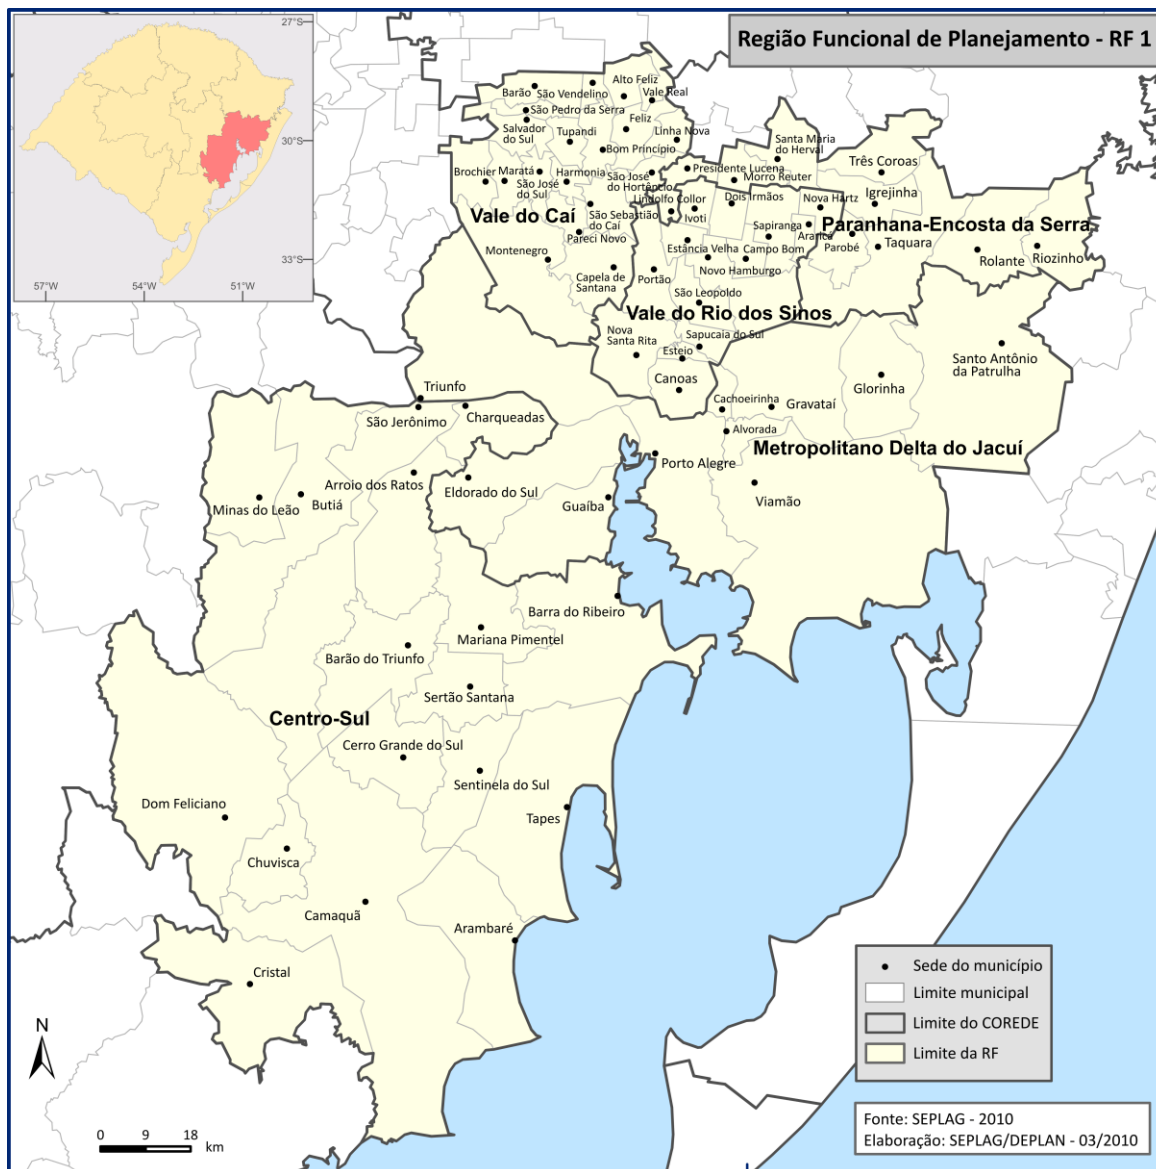 Região Funcional de Planejamento - RF 1
27°S
30°S
33°S
57°W
54°W
51°W
Alto Feliz
Barão
São Vendelino
Vale Real
São Pedro da Serra
Feliz
Salvador
do Sul
Tupandi
Linha Nova
Bom Princípio
Santa Maria
do Herval
Três Coroas
Brochier
Maratá
Harmonia
São José
do Sul
São José
do Hortêncio
Presidente Lucena
Morro Reuter
Igrejinha
Lindolfo Collor
Dois Irmãos
Nova Hartz
Ivoti
Vale do Caí
São Sebastião
do Caí
Pareci Novo
Sapiranga
Araricá
Paranhana-Encosta da Serra
Parobé
Taquara
Estância Velha
Campo Bom
Montenegro
Rolante
Riozinho
Capela de
Santana
Portão
Novo Hamburgo
São Leopoldo
Vale do Rio dos Sinos
Nova
Santa Rita
Sapucaia do Sul
Esteio
Santo Antônio
da Patrulha
Canoas
Glorinha
Triunfo
Cachoeirinha
Gravataí
São Jerônimo
Charqueadas
Alvorada
Metropolitano Delta do Jacuí
Porto Alegre
Arroio dos Ratos
Eldorado do Sul
Viamão
Minas do Leão
Butiá
Guaíba
Barra do Ribeiro
Mariana Pimentel
Barão do Triunfo
Sertão Santana
Centro-Sul
Cerro Grande do Sul
Sentinela do Sul
Dom Feliciano
Tapes
Chuvisca
Camaquã
Arambaré
Cristal
Sede do município
Limite municipal
Limite do COREDE
Limite da RF
N
0 9 18
km
Fonte: SEPLAG - 2010
Elaboração: SEPLAG/DEPLAN - 03/2010